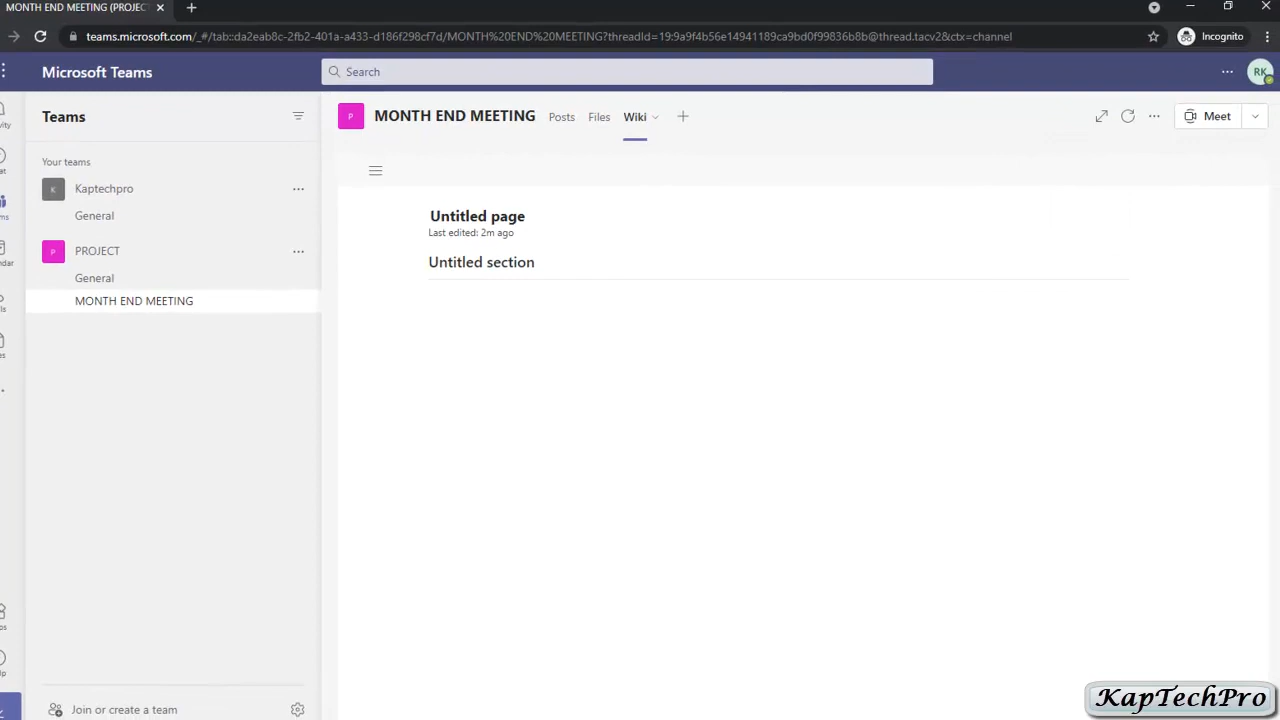 MONTH END MEETING (PROJEC
teams.microsoft.com/_#/tab::da2eab8c-2fb2-401a-a433-d186f298cf7d/MONTH%20END%20MEETING?threadId=19:9a9f4b56e14941189ca9bd0f99836b8b@thread.tacv2&ctx=channel
Incognito
Microsoft Teams
Search
RK
Teams
P
MONTH END MEETING
Posts
Files
Wiki
Meet
Your teams
K
Kaptechpro
General
P
PROJECT
General
MONTH END MEETING
Untitled page
Last edited: 2m ago
Untitled section
Join or create a team
KapTechPro